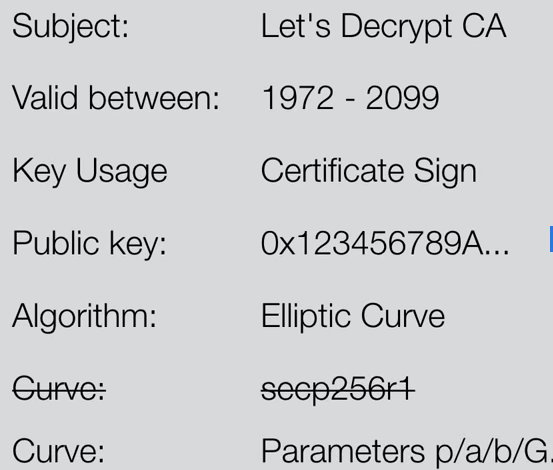 Subject: Let's Decrypt CA
Valid between: 1972 - 2099
Key Usage Certificate Sign
Public key: 0x123456789A...
Algorithm: Elliptic Curve
Curve: secp256r1
Curve: Parameters p/a/b/G.